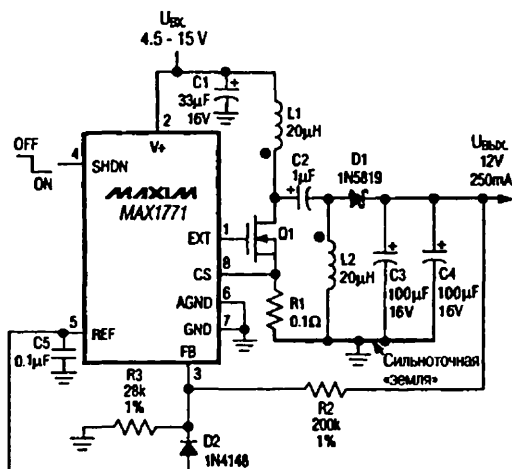 Uвх.
4.5 - 15 V
C1
33µF
16V
2
V+
L1
20µH
OFF
ON
4
SHDN
MAXIM
MAX1771
C2
1µF
D1
1N5819
Uвых.
12V
250mA
EXT
1
Q1
CS
8
L2
20µH
C3
100µF
16V
C4
100µF
16V
R1
0.1Ω
AGND
6
GND
7
5
REF
C5
0.1µF
FB
3
Сильноточная
«земля»
R3
28k
1%
R2
200k
1%
D2
1N4148